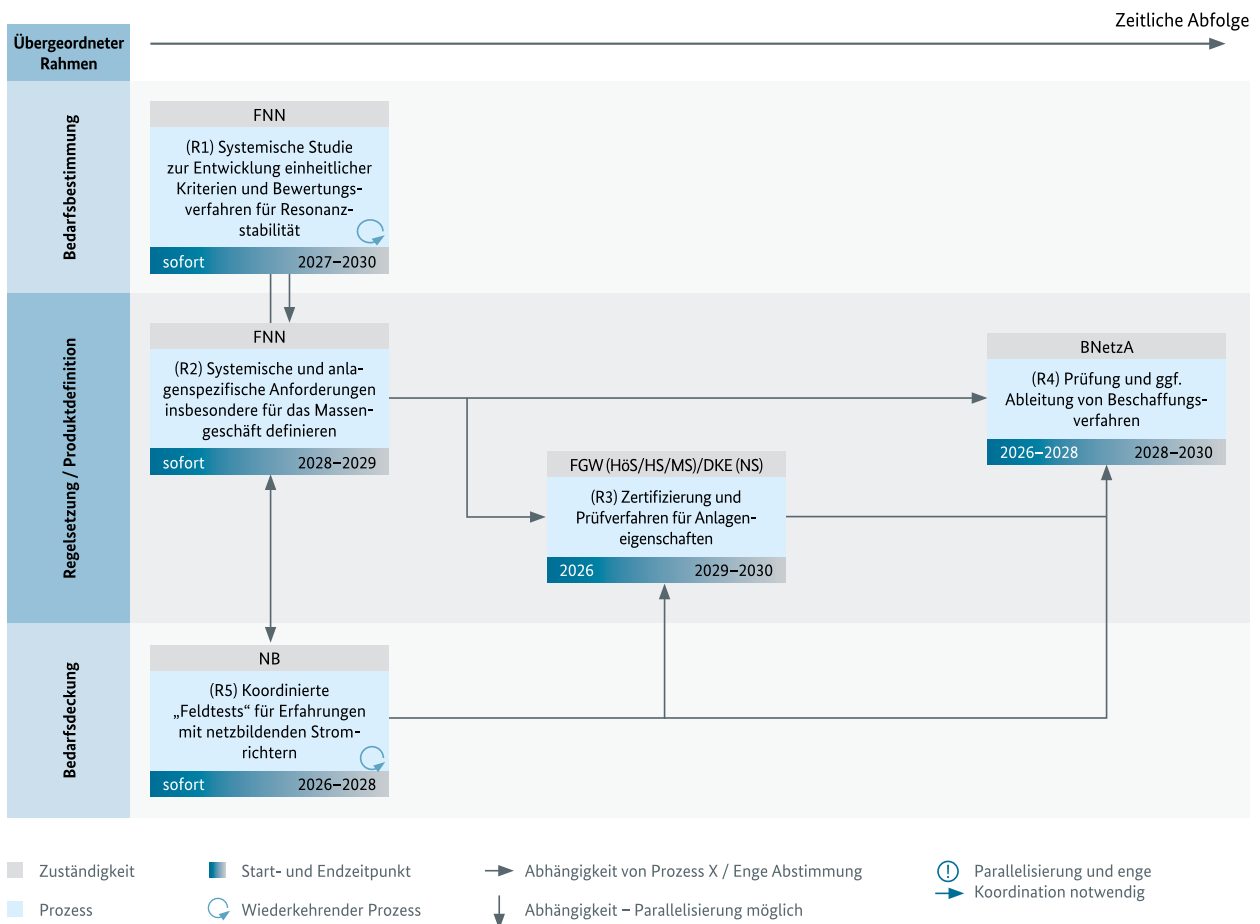 Zeitliche Abfolge
Übergeordneter
Rahmen
Bedarfsbestimmung
FNN
(R1) Systemische Studie
zur Entwicklung einheitlicher
Kriterien und Bewertungs-
verfahren für Resonanz-
stabilität
sofort 2027–2030
Regelsetzung / Produktdefinition
FNN
(R2) Systemische und anla-
genspezifische Anforderungen
insbesondere für das Massen-
geschäft definieren
sofort 2028–2029
BNetzA
(R4) Prüfung und ggf.
Ableitung von Beschaffungs-
verfahren
2026–2028 2028–2030
FGW (HöS/HS/MS)/DKE (NS)
(R3) Zertifizierung und
Prüfverfahren für Anlagen-
eigenschaften
2026 2029–2030
Bedarfsdeckung
NB
(R5) Koordinierte
„Feldtests“ für Erfahrungen
mit netzbildenden Strom-
richtern
sofort 2026–2028
Zuständigkeit
Prozess
Start- und Endzeitpunkt
Wiederkehrender Prozess
Abhängigkeit von Prozess X / Enge Abstimmung
Abhängigkeit – Parallelisierung möglich
Parallelisierung und enge
Koordination notwendig